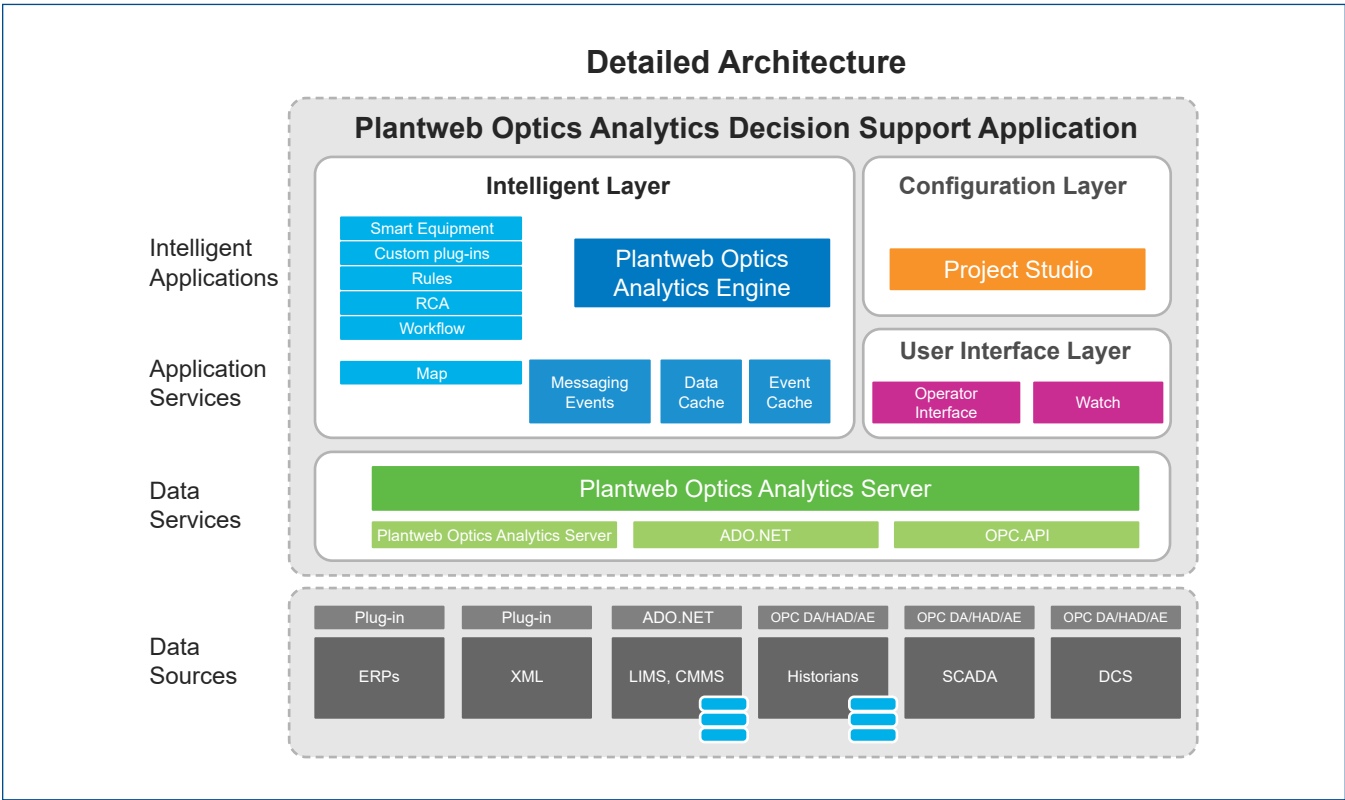 Detailed Architecture
Plantweb Optics Analytics Decision Support Application
Intelligent
Applications
Intelligent Layer
Smart Equipment
Custom plug-ins
Rules
RCA
Workflow
Plantweb Optics
Analytics Engine
Configuration Layer
Project Studio
Application
Services
Map
Messaging
Events
Data
Cache
Event
Cache
User Interface Layer
Operator
Interface
Watch
Data
Services
Plantweb Optics Analytics Server
Plantweb Optics Analytics Server
ADO.NET
OPC.API
Data
Sources
Plug-in
ERPs
Plug-in
XML
ADO.NET
LIMS, CMMS
OPC DA/HAD/AE
Historians
OPC DA/HAD/AE
SCADA
OPC DA/HAD/AE
DCS